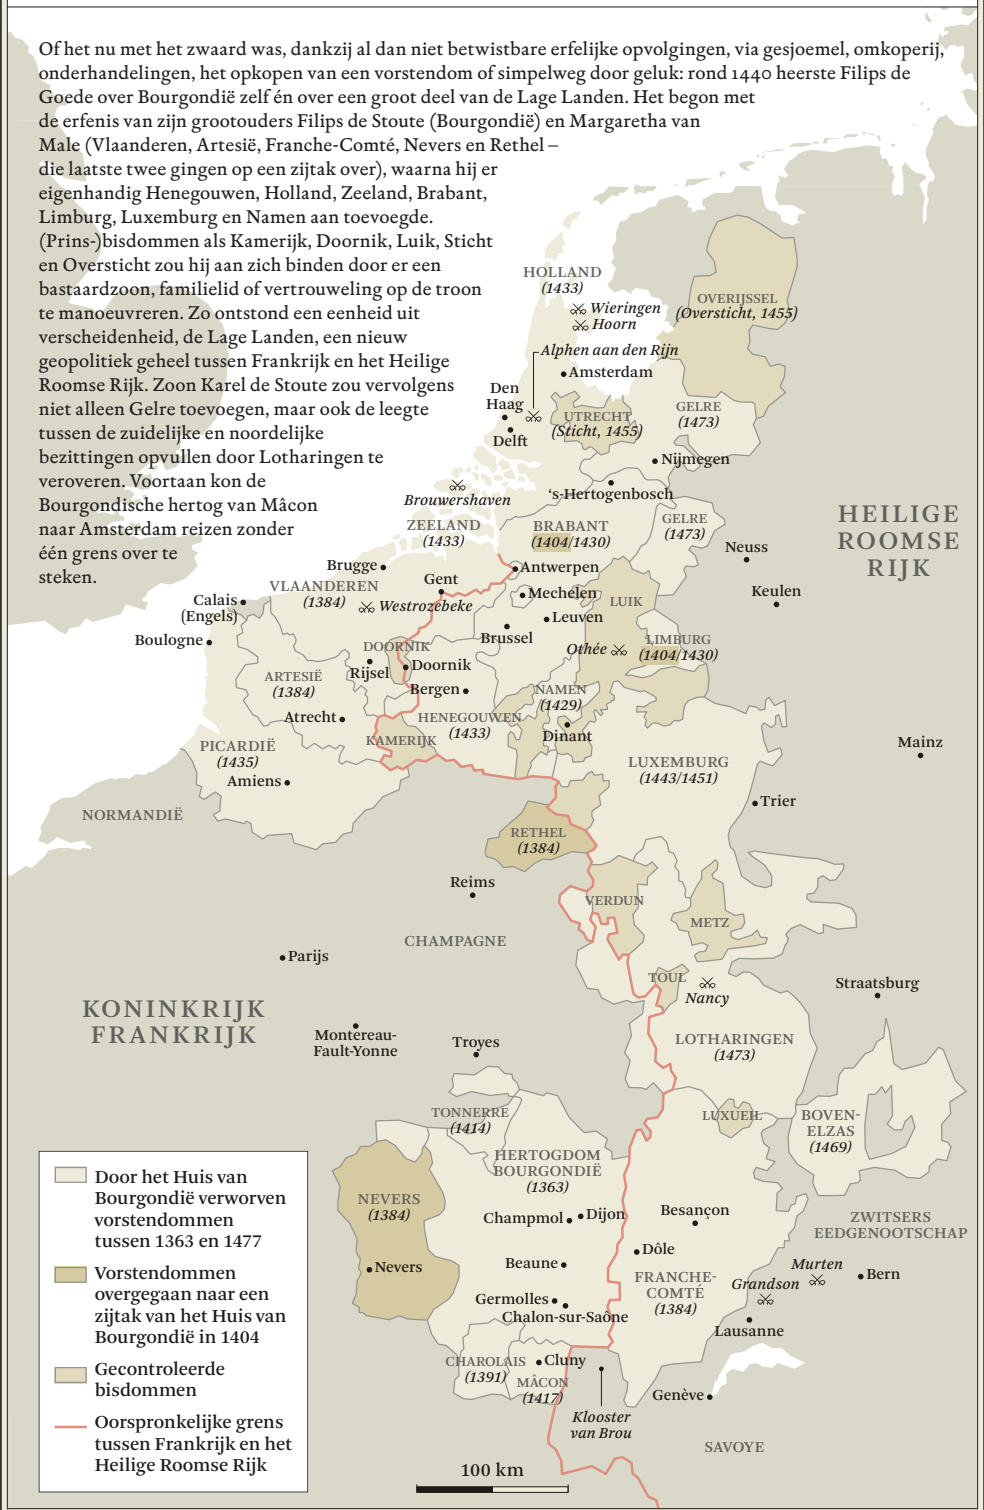 Of het nu met het zwaard was, dankzij al dan niet betwistbare erfelijke opvolgingen, via gesjoemel, omkoperij,
onderhandelingen, het opkopen van een vorstendom of simpelweg door geluk: rond 1440 heerste Filips de
Goede over Bourgondië zelf én over een groot deel van de Lage Landen. Het begon met
de erfenis van zijn grootouders Filips de Stoute (Bourgondië) en Margaretha van
Male (Vlaanderen, Artesië, Franche-Comté, Nevers en Rethel –
die laatste twee gingen op een zijtak over), waarna hij er
eigenhandig Henegouwen, Holland, Zeeland, Brabant,
Limburg, Luxemburg en Namen aan toevoegde.
(Prins-)bisdommen als Kamerijk, Doornik, Luik, Sticht
en Oversticht zou hij aan zich binden door er een
bastaardzoon, familielid of vertrouweling op de troon
te manoeuvreren. Zo ontstond een eenheid uit
verscheidenheid, de Lage Landen, een nieuw
geopolitiek geheel tussen Frankrijk en het Heilige
Roomse Rijk. Zoon Karel de Stoute zou vervolgens
niet alleen Gelre toevoegen, maar ook de leegte
tussen de zuidelijke en noordelijke
bezittingen opvullen door Lotharingen te
veroveren. Voortaan kon de
Bourgondische hertog van Mâcon
naar Amsterdam reizen zonder
één grens over te
steken.
HOLLAND
(1433)
Wieringen
Hoorn
OVERIJSSEL
(Oversticht, 1455)
Alphen aan den Rijn
Amsterdam
Den
Haag
Delft
UTRECHT
(Sticht, 1455)
GELRE
(1473)
Nijmegen
's-Hertogenbosch
Brouwershaven
ZEELAND
(1433)
BRABANT
(1404/1430)
GELRE
(1473)
HEILIGE
ROOMSE
RIJK
Neuss
Keulen
Brugge
Gent
Antwerpen
Mechelen
Leuven
Brussel
VLAANDEREN
(1384)
Westrozebeke
Calais
(Engels)
Boulogne
LUIK
Othée
LIMBURG
(1404/1430)
DOORNIK
Doornik
Rijsel
Bergen
ARTESIË
(1384)
Atrecht
NAMEN
(1429)
Dinant
HENEGOUWEN
(1433)
KAMERIJK
PICARDIË
(1435)
Amiens
LUXEMBURG
(1443/1451)
Mainz
Trier
NORMANDIË
RETHEL
(1384)
Reims
VERDUN
METZ
CHAMPAGNE
Parijs
TOUL
Nancy
Straatsburg
KONINKRIJK
FRANKRIJK
Montereau-
Fault-Yonne
Troyes
LOTHARINGEN
(1473)
TONNERRE
(1414)
LUXUEIL
BOVEN-
ELZAS
(1469)
HERTOGDOM
BOURGONDIË
(1363)
NEVERS
(1384)
Nevers
Champmol
Dijon
Besançon
Dôle
Beaune
Germolles
Chalon-sur-Saône
FRANCHE-
COMTÉ
(1384)
ZWITSERS
EEDGENOOTSCHAP
Murten
Grandson
Bern
Lausanne
CHAROLAIS
(1391)
Cluny
MÂCON
(1417)
Klooster
van Brou
Genève
SAVOYE
Door het Huis van
Bourgondië verworven
vorstendommen
tussen 1363 en 1477
Vorstendommen
overgegaan naar een
zijtak van het Huis van
Bourgondië in 1404
Gecontroleerde
bisdommen
Oorspronkelijke grens
tussen Frankrijk en het
Heilige Roomse Rijk
100 km